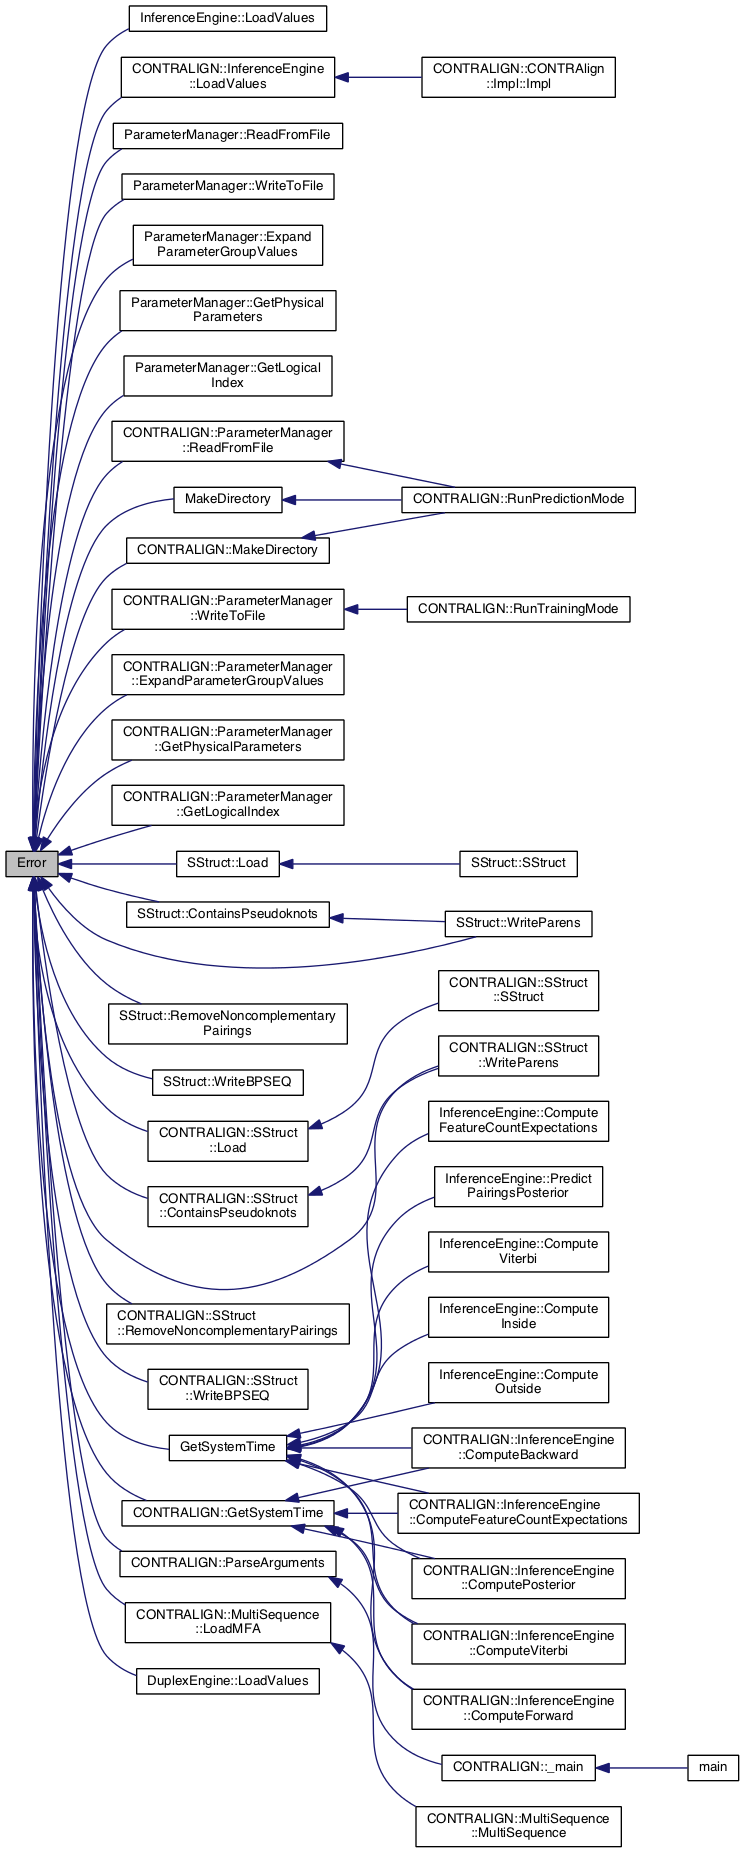 InferenceEngine::LoadValues
CONTRALIGN::InferenceEngine
::LoadValues
CONTRALIGN::CONTRAlign
::Impl::Impl
ParameterManager::ReadFromFile
ParameterManager::WriteToFile
ParameterManager::Expand
ParameterGroupValues
ParameterManager::GetPhysical
Parameters
ParameterManager::GetLogical
Index
CONTRALIGN::ParameterManager
::ReadFromFile
MakeDirectory
CONTRALIGN::RunPredictionMode
CONTRALIGN::MakeDirectory
CONTRALIGN::ParameterManager
::WriteToFile
CONTRALIGN::RunTrainingMode
CONTRALIGN::ParameterManager
::ExpandParameterGroupValues
CONTRALIGN::ParameterManager
::GetPhysicalParameters
CONTRALIGN::ParameterManager
::GetLogicalIndex
Error
SStruct::Load
SStruct::SStruct
SStruct::ContainsPseudoknots
SStruct::WriteParens
SStruct::RemoveNoncomplementary
Pairings
CONTRALIGN::SStruct
::SStruct
CONTRALIGN::SStruct
::WriteParens
SStruct::WriteBPSEQ
CONTRALIGN::SStruct
::Load
InferenceEngine::Compute
FeatureCountExpectations
CONTRALIGN::SStruct
::ContainsPseudoknots
InferenceEngine::Predict
PairingsPosterior
InferenceEngine::Compute
Viterbi
CONTRALIGN::SStruct
::RemoveNoncomplementaryPairings
InferenceEngine::Compute
Inside
CONTRALIGN::SStruct
::WriteBPSEQ
InferenceEngine::Compute
Outside
GetSystemTime
CONTRALIGN::InferenceEngine
::ComputeBackward
CONTRALIGN::GetSystemTime
CONTRALIGN::InferenceEngine
::ComputeFeatureCountExpectations
CONTRALIGN::ParseArguments
CONTRALIGN::InferenceEngine
::ComputePosterior
CONTRALIGN::MultiSequence
::LoadMFA
CONTRALIGN::InferenceEngine
::ComputeViterbi
DuplexEngine::LoadValues
CONTRALIGN::InferenceEngine
::ComputeForward
CONTRALIGN::_main
main
CONTRALIGN::MultiSequence
::MultiSequence